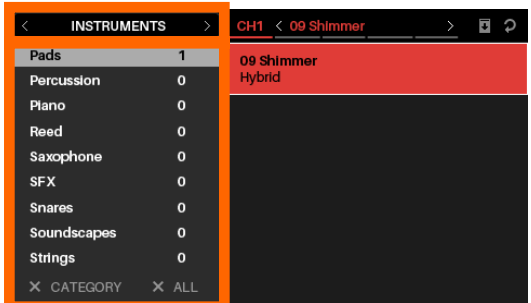 < INSTRUMENTS >
Pads 1
Percussion 0
Piano 0
Reed 0
Saxophone 0
SFX 0
Snares 0
Soundscapes 0
Strings 0
× CATEGORY × ALL
CH1 < 09 Shimmer >
09 Shimmer
Hybrid